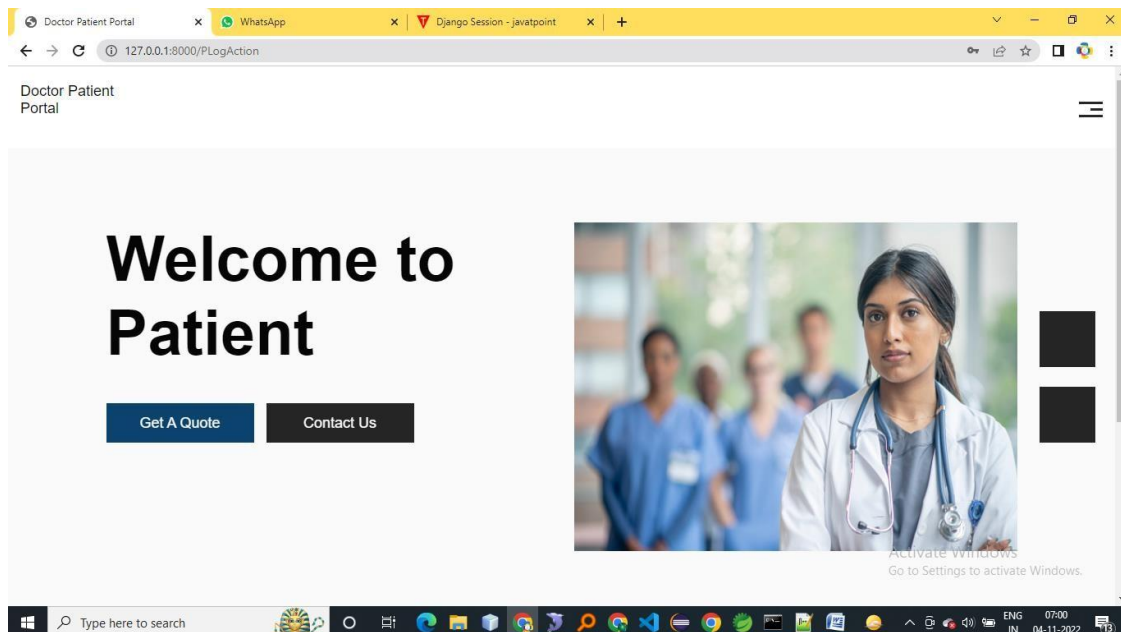 Doctor Patient Portal
WhatsApp
Django Session - javatpoint
127.0.0.1:8000/PLogAction
Doctor Patient
Portal
Welcome to
Patient
Get A Quote
Contact Us
Activate Windows
Go to Settings to activate Windows.
Type here to search
ENG
IN
07:00
04-11-2022
13